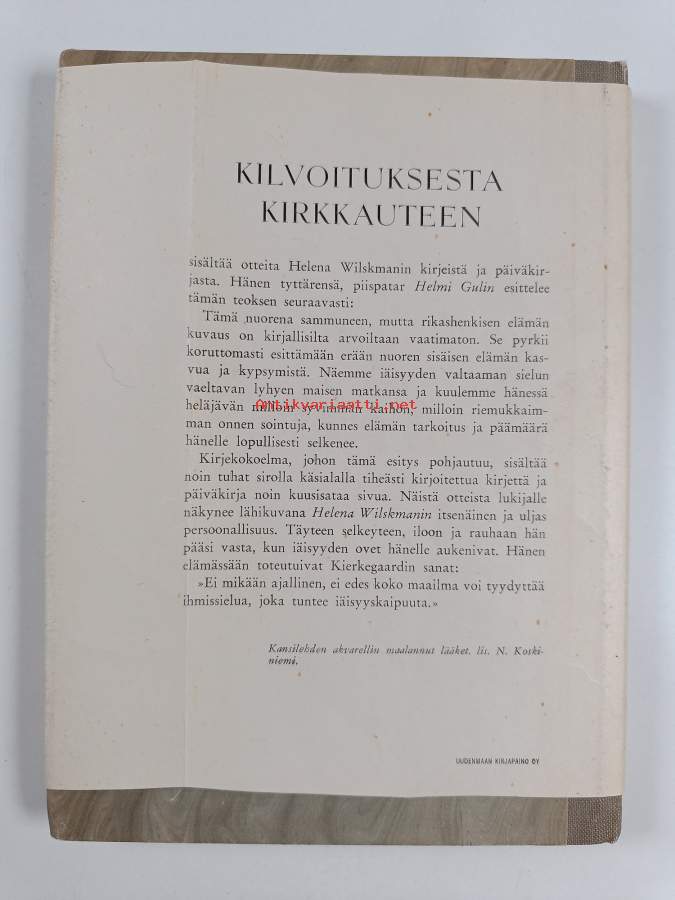 KILVOITUKSESTA
KIRKKAUTEEN
sisältää otteita Helena Wilskmanin kirjeistä ja päiväkir-
jasta. Hänen tyttärensä, piispatar Helmi Gulin esittelee
tämän teoksen seuraavasti:
Tämä nuorena sammuneen, mutta rikashenkisen elämän
kuvaus on kirjallisilta arvoiltaan vaatimaton. Se pyrkii
koruttomasti esittämään erään nuoren sisäisen elämän kas-
vua ja kypsymistä. Näemme iäisyyden valtaaman sielun
vaeltavan lyhyen maisen matkansa ja kuulemme hänessä
heläjävän milloin syvimmän kaihon, milloin riemukkaim-
Antikvariaatti.net
man onnen sointuja, kunnes elämän tarkoitus ja päämäärä
hänelle lopullisesti selkenee.
Kirjekokoelma, johon tämä esitys pohjautuu, sisältää
noin tuhat sirolla käsialalla tiheästi kirjoitettua kirjettä ja
päiväkirja noin kuusisataa sivua. Näistä otteista lukijalle
näkynee lähikuvana Helena Wilskmanin itsenäinen ja uljas
persoonallisuus. Täyteen selkeyteen, iloon ja rauhaan hän
pääsi vasta, kun iäisyyden ovet hänelle aukenivat. Hänen
elämässään toteutuivat Kierkegaardin sanat:
»Ei mikään ajallinen, ei edes koko maailma voi tyydyttää
ihmissielua, joka tuntee iäisyyskaipuuta.»
Kansilehden akvarellin maalannut lääket. lis. N. Koski-
niemi.
UUDENMAAN KIRJAPAINO OY